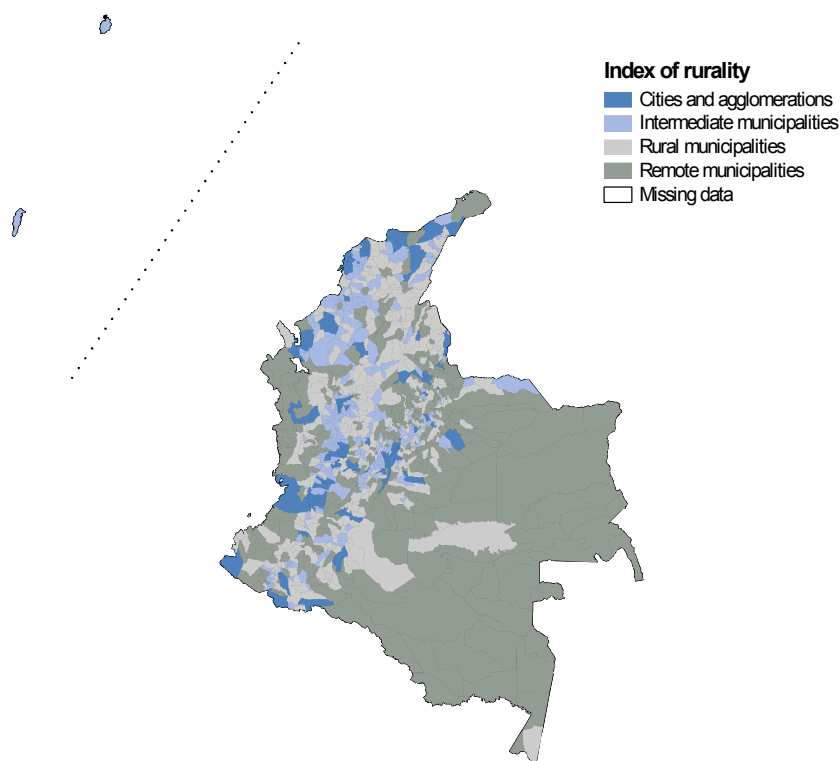 Index of rurality
Cities and agglomerations
Intermediate municipalities
Rural municipalities
Remote municipalities
Missing data